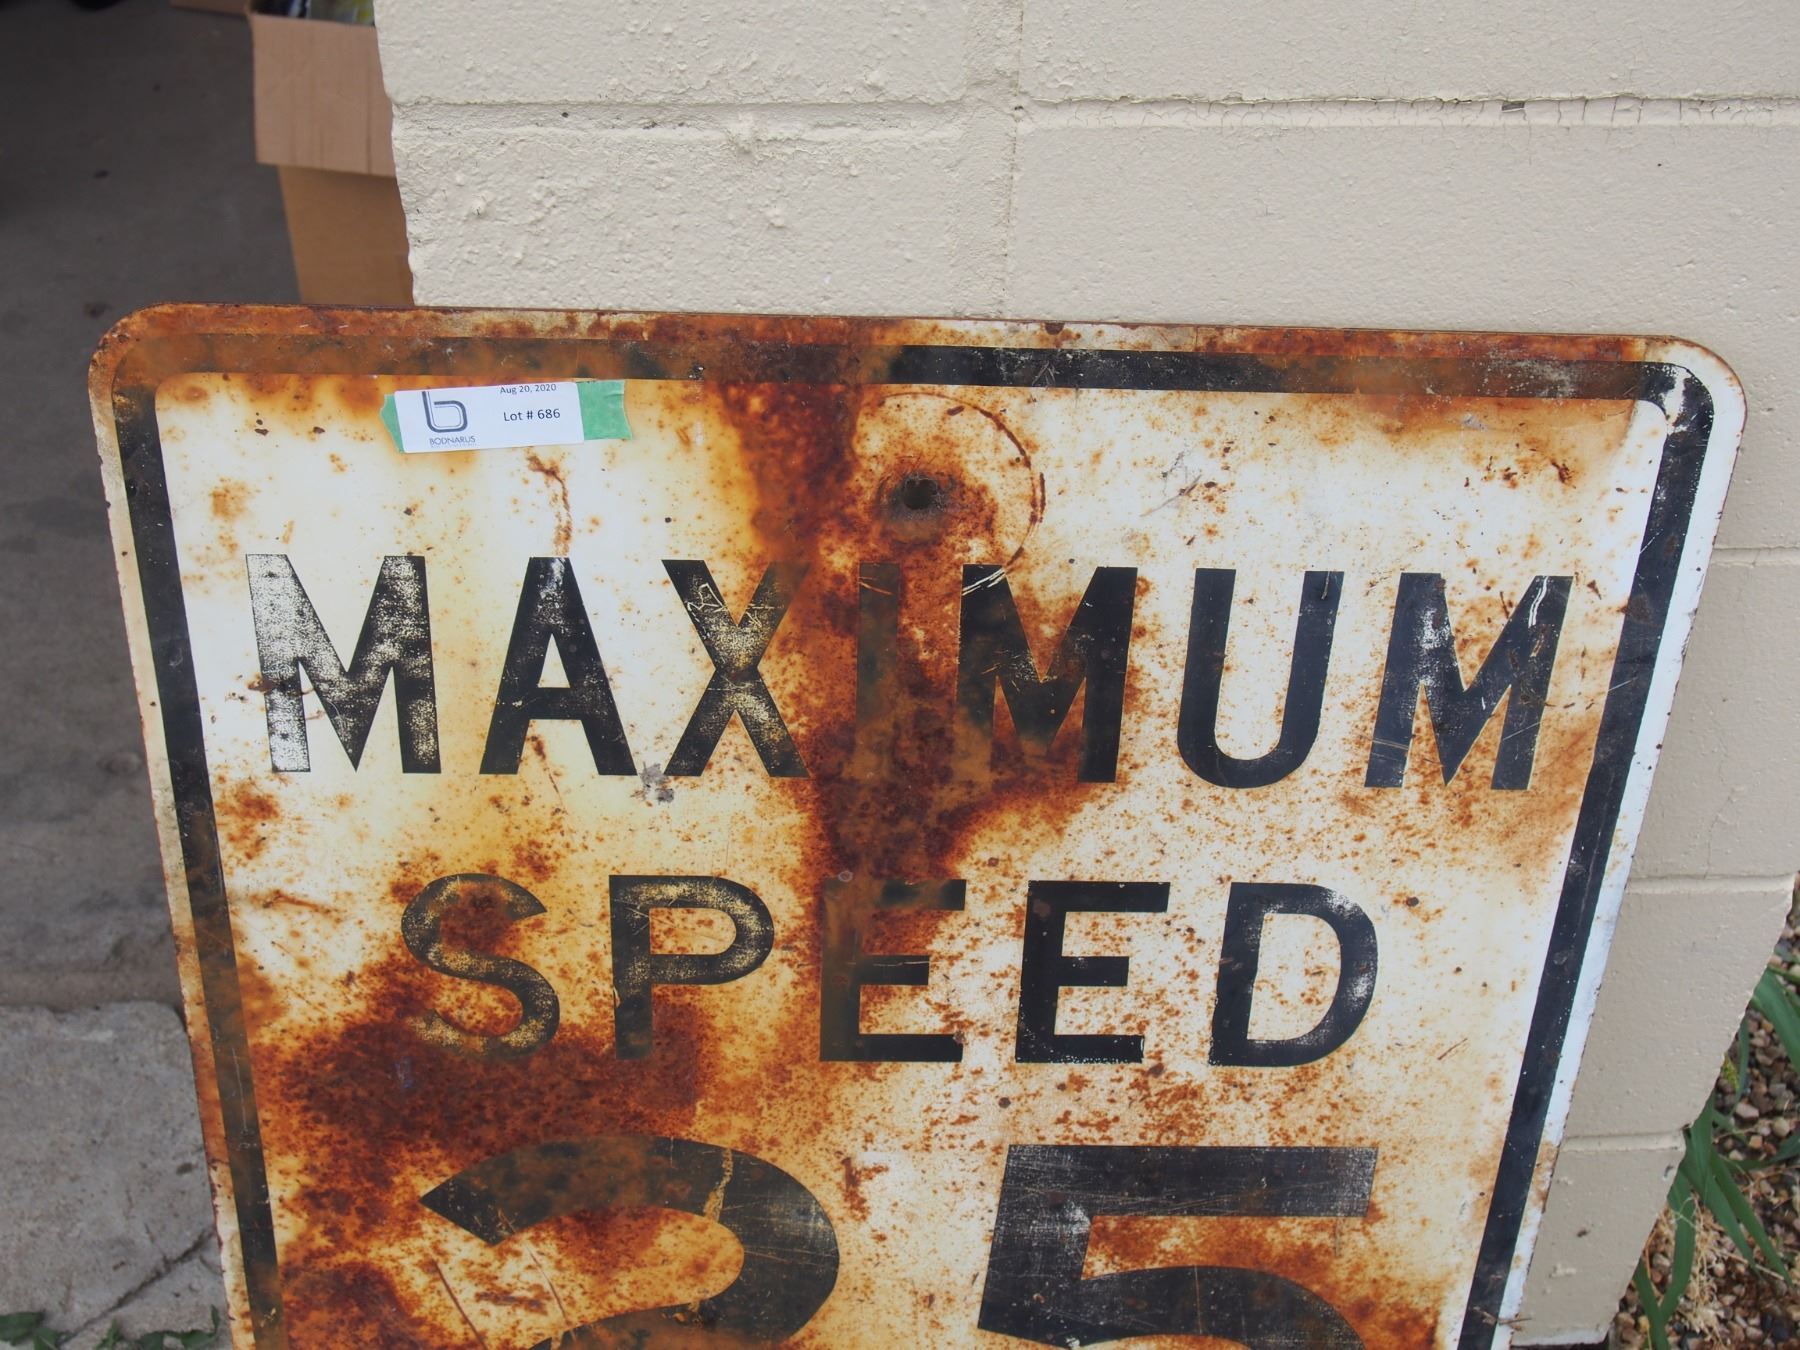 Aug 20, 2020
Lot # 686
b
BODNARUS
MAXIMUM
SPEED
25